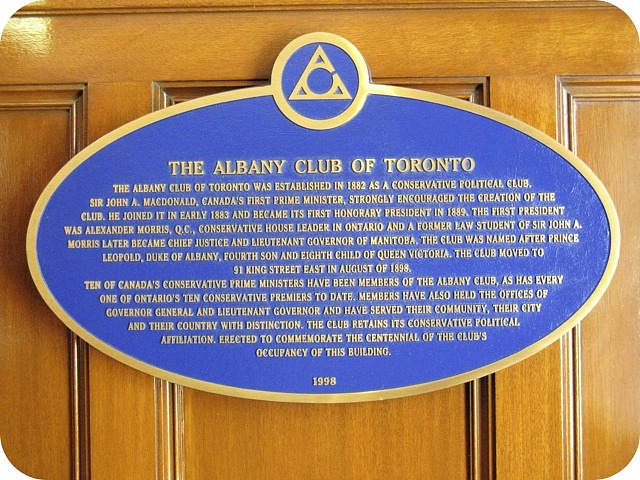 THE ALBANY CLUB OF TORONTO
THE ALBANY CLUB OF TORONTO WAS ESTABLISHED IN 1882 AS A CONSERVATIVE POLITICAL CLUB.
SIR JOHN A. MACDONALD, CANADA'S FIRST PRIME MINISTER, STRONGLY ENCOURAGED THE CREATION OF THE
CLUB. HE JOINED IT IN EARLY 1883 AND BECAME ITS FIRST HONORARY PRESIDENT IN 1889. THE FIRST PRESIDENT
WAS ALEXANDER MORRIS, Q.C., CONSERVATIVE HOUSE LEADER IN ONTARIO AND A FORMER LAW STUDENT OF SIR JOHN A.
MORRIS LATER BECAME CHIEF JUSTICE AND LIEUTENANT GOVERNOR OF MANITOBA. THE CLUB WAS NAMED AFTER PRINCE
LEOPOLD, DUKE OF ALBANY, FOURTH SON AND EIGHTH CHILD OF QUEEN VICTORIA. THE CLUB MOVED TO
91 KING STREET EAST IN AUGUST OF 1898.
TEN OF CANADA'S CONSERVATIVE PRIME MINISTERS HAVE BEEN MEMBERS OF THE ALBANY CLUB, AS HAS EVERY
ONE OF ONTARIO'S TEN CONSERVATIVE PREMIERS TO DATE. MEMBERS HAVE ALSO HELD THE OFFICES OF
GOVERNOR GENERAL AND LIEUTENANT GOVERNOR AND HAVE SERVED THEIR COMMUNITY, THEIR CITY
AND THEIR COUNTRY WITH DISTINCTION. THE CLUB RETAINS ITS CONSERVATIVE POLITICAL
AFFILIATION. ERECTED TO COMMEMORATE THE CENTENNIAL OF THE CLUB'S
OCCUPANCY OF THIS BUILDING.
1998